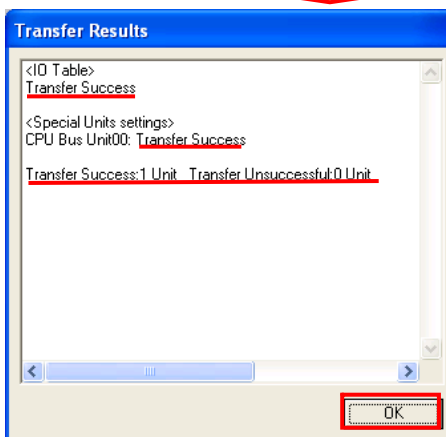 Transfer Results
<IO Table>
Transfer Success
<Special Units settings>
CPU Bus Unit00: Transfer Success
Transfer Success:1 Unit   Transfer Unsuccessful:0 Unit
OK